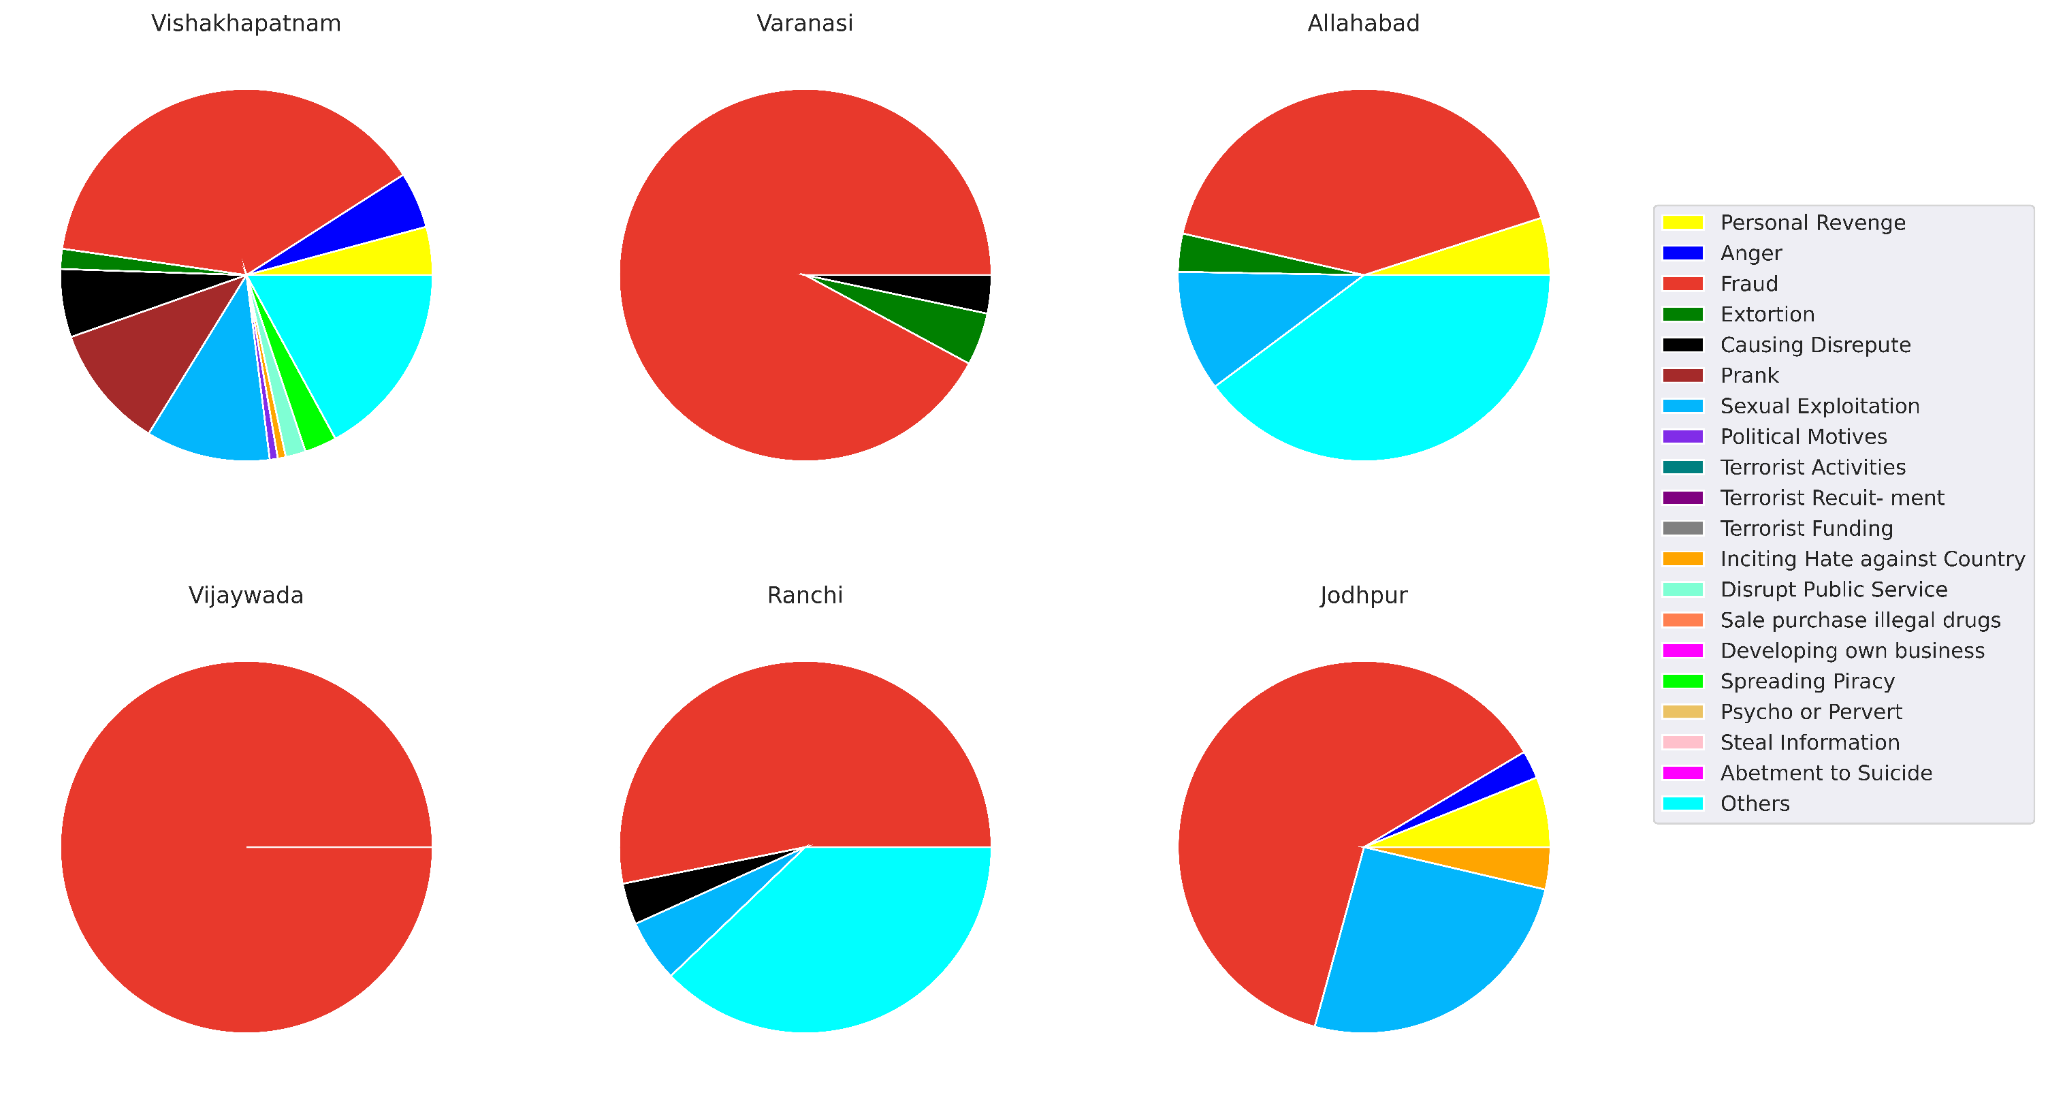 Vishakhapatnam
Varanasi
Allahabad
Personal Revenge
Anger
Fraud
Extortion
Causing Disrepute
Prank
Sexual Exploitation
Political Motives
Terrorist Activities
Terrorist Recuit- ment
Terrorist Funding
Inciting Hate against Country
Disrupt Public Service
Sale purchase illegal drugs
Developing own business
Spreading Piracy
Psycho or Pervert
Steal Information
Abetment to Suicide
Others
Vijaywada
Ranchi
Jodhpur